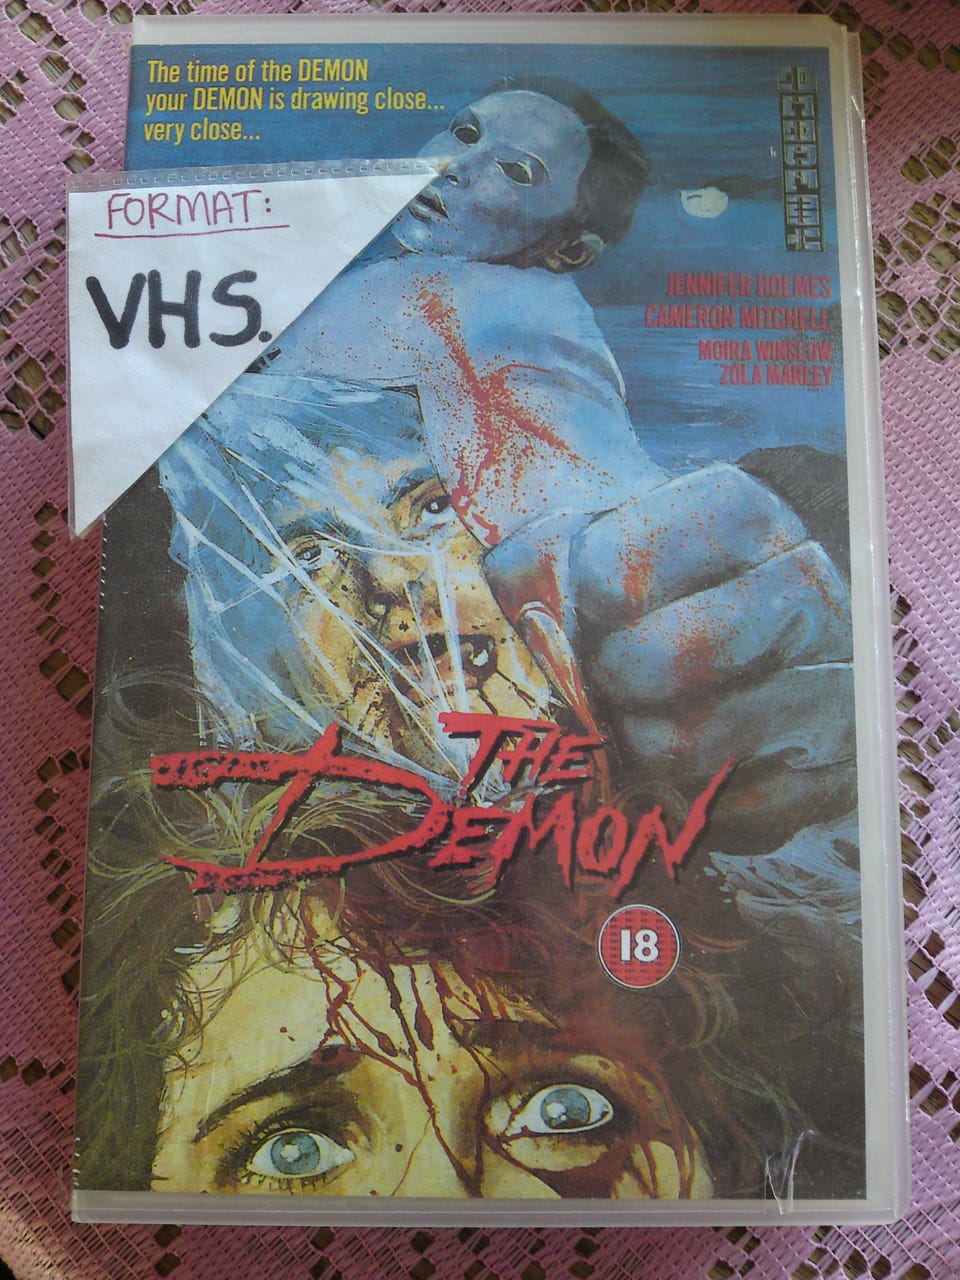 The time of the DEMON
your DEMON is drawing close...
very close...
FORMAT:
VHS.
JENNIFER HOLMES
CAMERON MITCHELL
MOIRA WINSLOW
ZOLA MARLEY
THE
DEMON
18